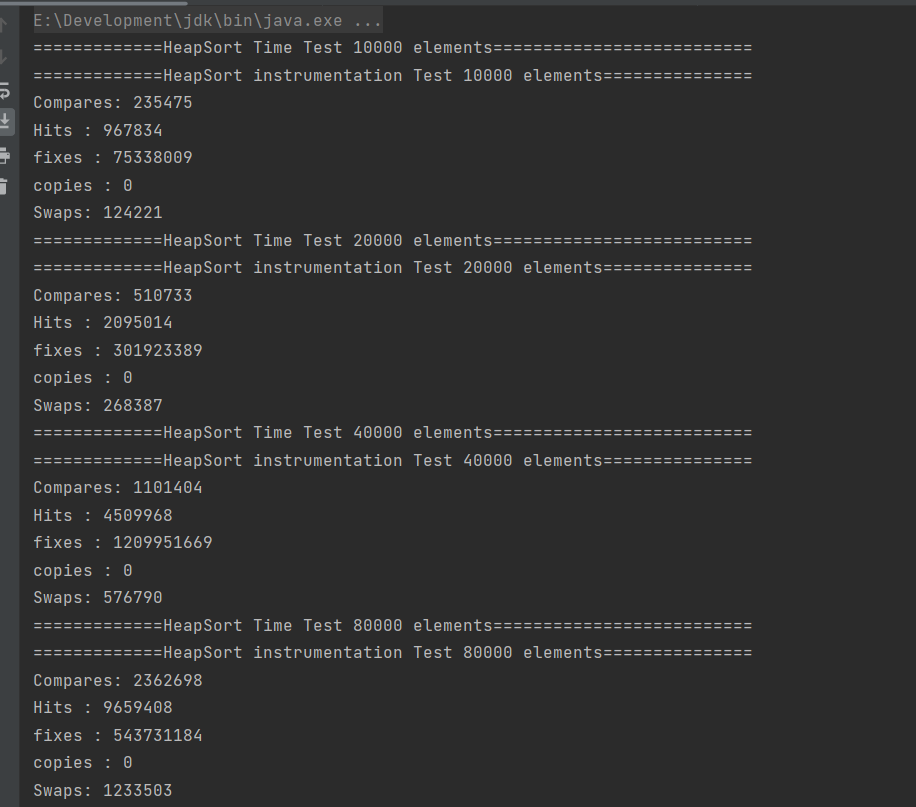 E:\Development\jdk\bin\java.exe ...
=============HeapSort Time Test 10000 elements==========================
=============HeapSort instrumentation Test 10000 elements===============
Compares: 235475
Hits : 967834
fixes : 75338009
copies : 0
Swaps: 124221
=============HeapSort Time Test 20000 elements==========================
=============HeapSort instrumentation Test 20000 elements===============
Compares: 510733
Hits : 2095014
fixes : 301923389
copies : 0
Swaps: 268387
=============HeapSort Time Test 40000 elements==========================
=============HeapSort instrumentation Test 40000 elements===============
Compares: 1101404
Hits : 4509968
fixes : 1209951669
copies : 0
Swaps: 576790
=============HeapSort Time Test 80000 elements==========================
=============HeapSort instrumentation Test 80000 elements===============
Compares: 2362698
Hits : 9659408
fixes : 543731184
copies : 0
Swaps: 1233503